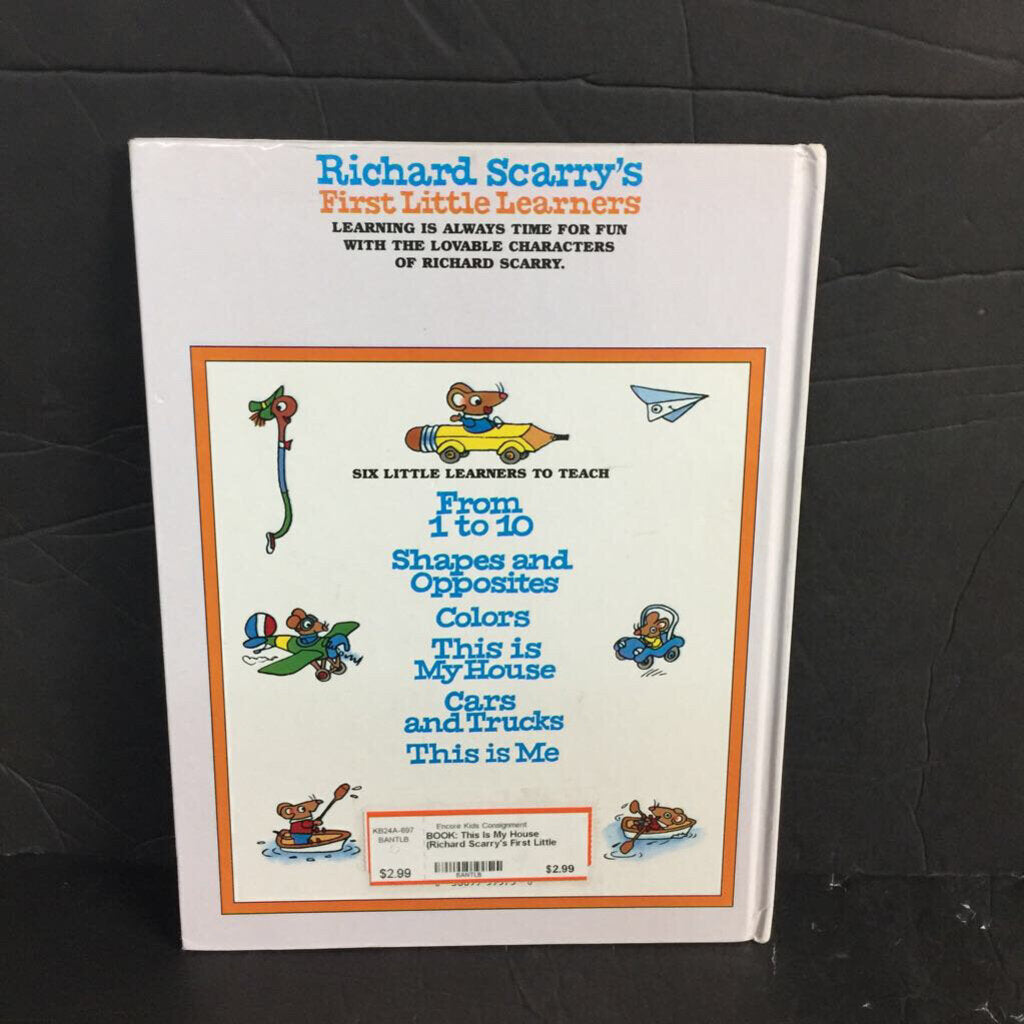 Richard Scarry's
First Little Learners
LEARNING IS ALWAYS TIME FOR FUN
WITH THE LOVABLE CHARACTERS
OF RICHARD SCARRY.
SIX LITTLE LEARNERS TO TEACH
From
1 to 10
Shapes and
Opposites
Colors
This is
My House
Cars
and Trucks
This is Me
KB24A-697
BANTLB
$2.99
Encore Kids Consignment
BOOK: This Is My House
(Richard Scarry's First Little
BANTLB
$2.99